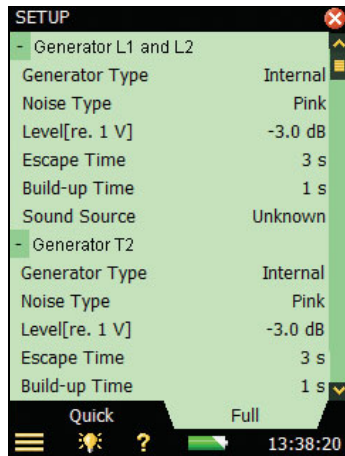 SETUP
- Generator L1 and L2
Generator Type Internal
Noise Type Pink
Level[re. 1 V] -3.0 dB
Escape Time 3 s
Build-up Time 1 s
Sound Source Unknown
- Generator T2
Generator Type Internal
Noise Type Pink
Level[re. 1 V] -3.0 dB
Escape Time 3 s
Build-up Time 1 s
Quick Full
? 13:38:20